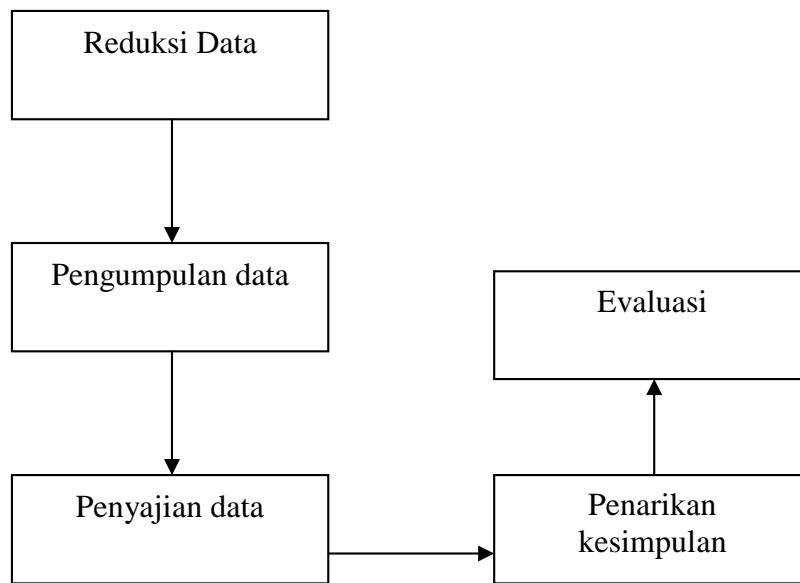 Reduksi Data
Pengumpulan data
Penyajian data
Evaluasi
Penarikan
kesimpulan